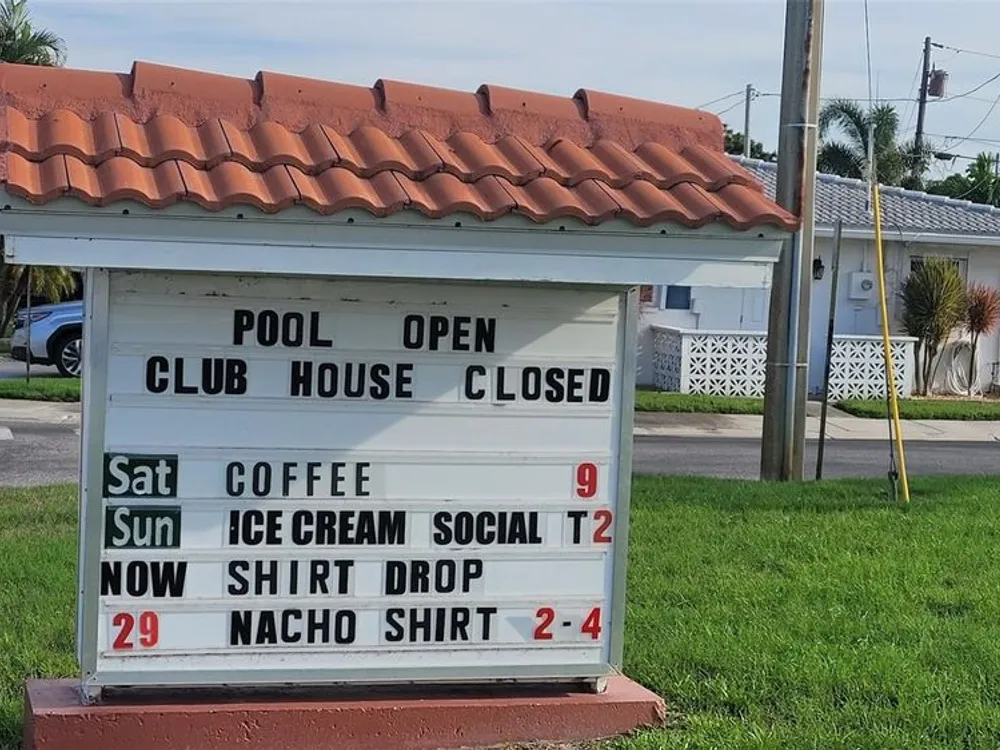 POOL OPEN
CLUB HOUSE CLOSED
Sat COFFEE 9
Sun ICE CREAM SOCIAL T2
NOW SHIRT DROP
29 NACHO SHIRT 2-4